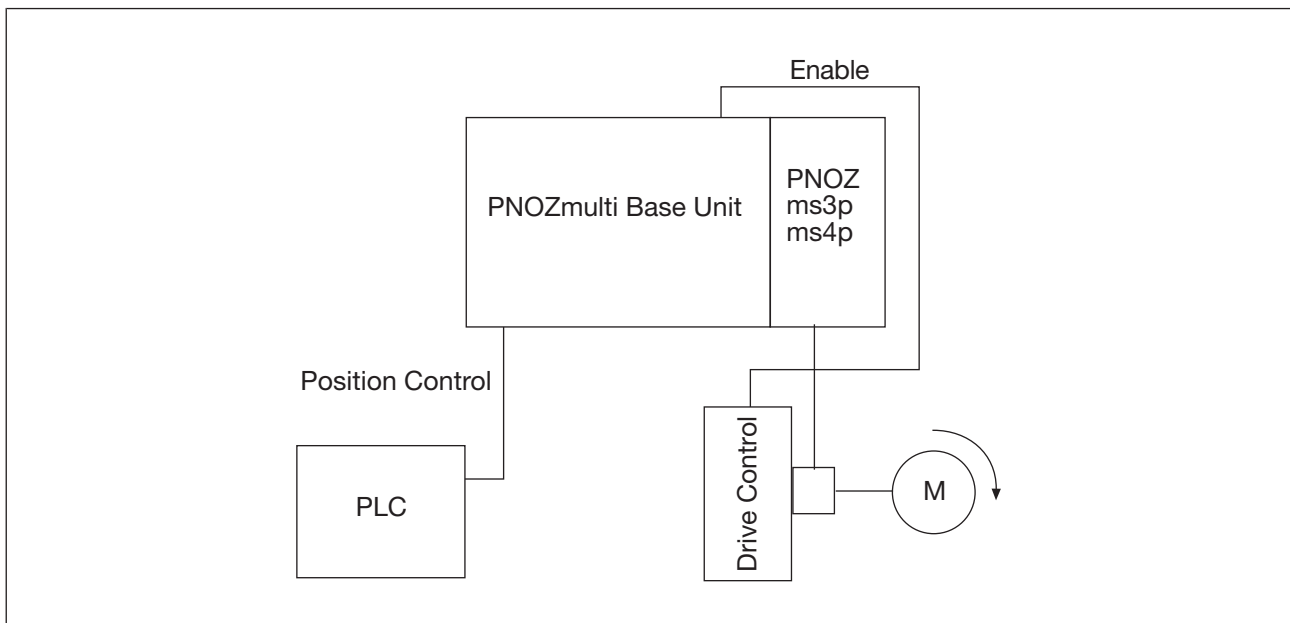 Enable
PNOZmulti Base Unit
PNOZ
ms3p
ms4p
Position Control
PLC
Drive Control
M